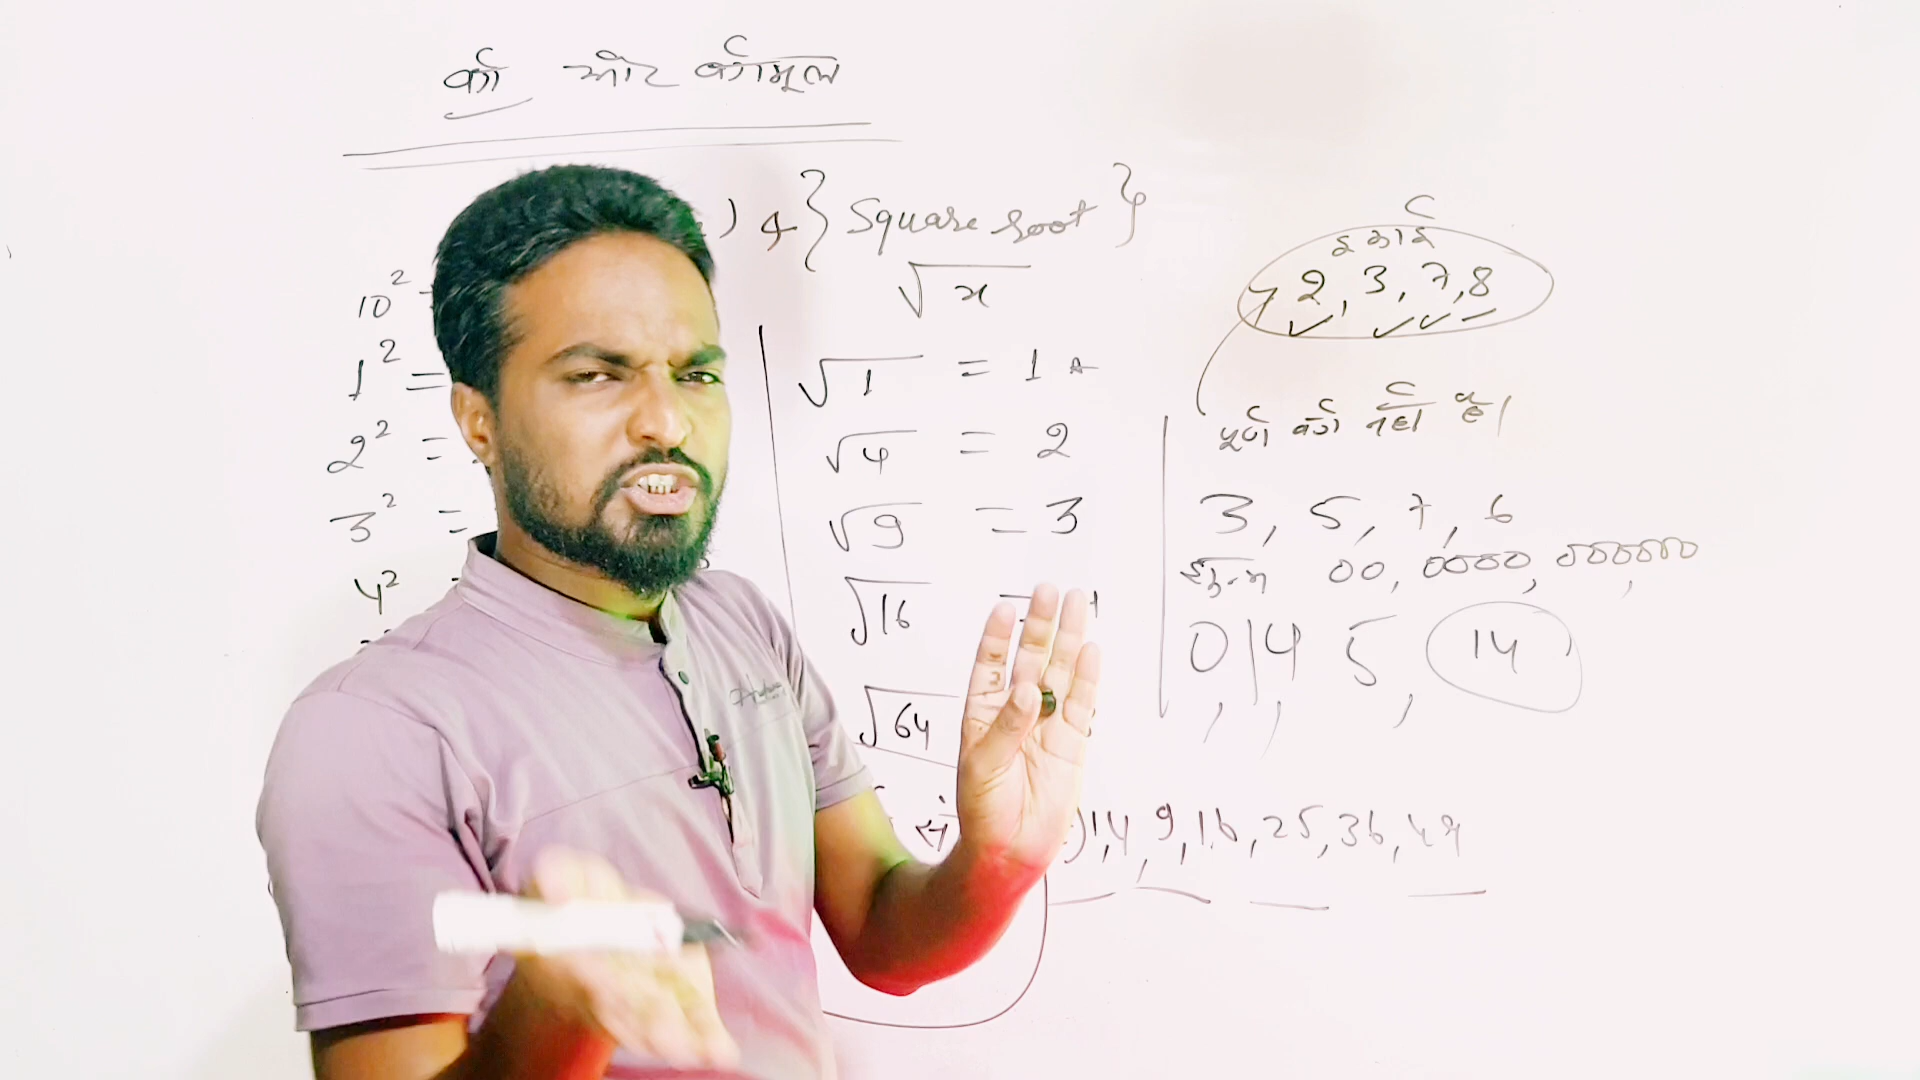 वर्ग और वर्गमूल
) & { Square root }
√x
10²
1² =
2² =
3² =
4²
√1 = 1
√4 = 2
√9 = 3
√16 =
√64
इकाई
2, 3, 7, 8
पूर्ण वर्ग नहीं है।
3, 5, 7, 6
शून्य 00, 0000, 000000
0, 1, 4 5, 14
1, 4, 9, 16, 25, 36, 49